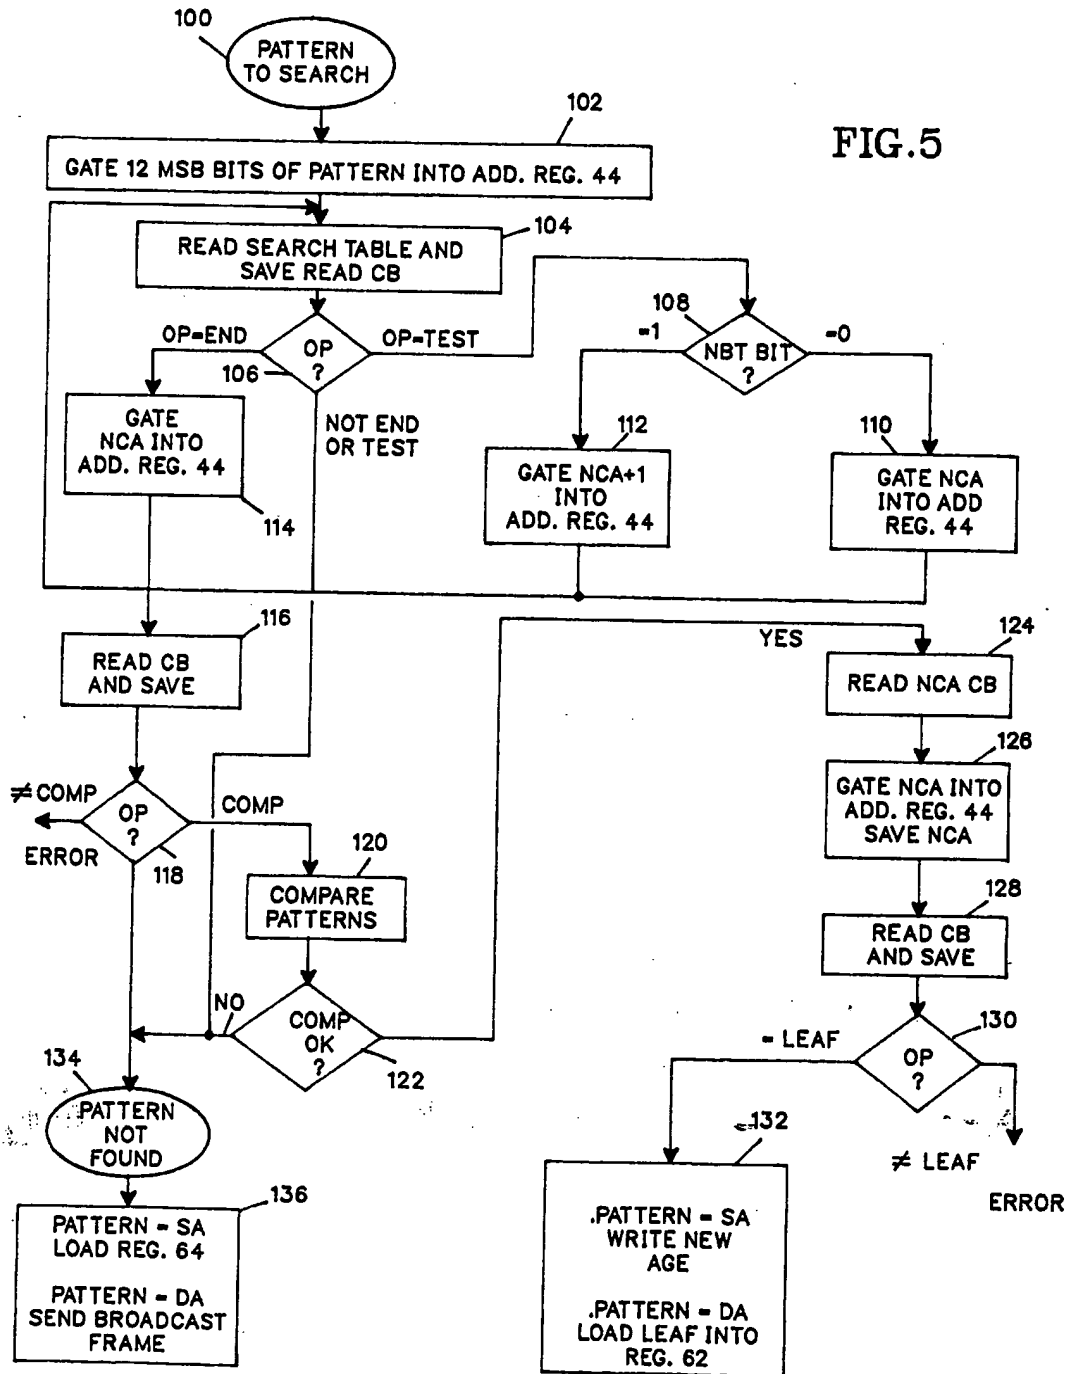 100
PATTERN
TO SEARCH
FIG.5
102
GATE 12 MSB BITS OF PATTERN INTO ADD. REG. 44
104
READ SEARCH TABLE AND
SAVE READ CB
OP=END
OP
?
106
OP=TEST
NOT END
OR TEST
108
=1
NBT BIT
?
=0
GATE
NCA INTO
ADD. REG. 44
114
112
GATE NCA+1
INTO
ADD. REG. 44
110
GATE NCA
INTO ADD
REG. 44
116
READ CB
AND SAVE
≠COMP
ERROR
OP
?
118
COMP
120
COMPARE
PATTERNS
NO
COMP
OK
?
122
YES
124
READ NCA CB
126
GATE NCA INTO
ADD. REG. 44
SAVE NCA
128
READ CB
AND SAVE
= LEAF
OP
?
130
≠ LEAF
ERROR
134
PATTERN
NOT
FOUND
136
PATTERN = SA
LOAD REG. 64
PATTERN = DA
SEND BROADCAST
FRAME
132
.PATTERN = SA
WRITE NEW
AGE
.PATTERN = DA
LOAD LEAF INTO
REG. 62